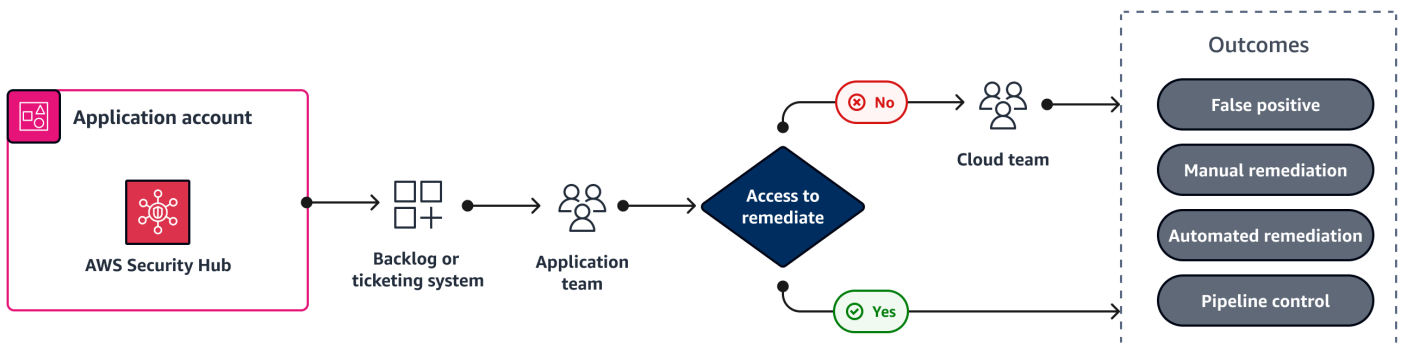 Application account
AWS Security Hub
Backlog or
ticketing system
Application
team
Access to
remediate
No
Cloud team
Yes
Outcomes
False positive
Manual remediation
Automated remediation
Pipeline control